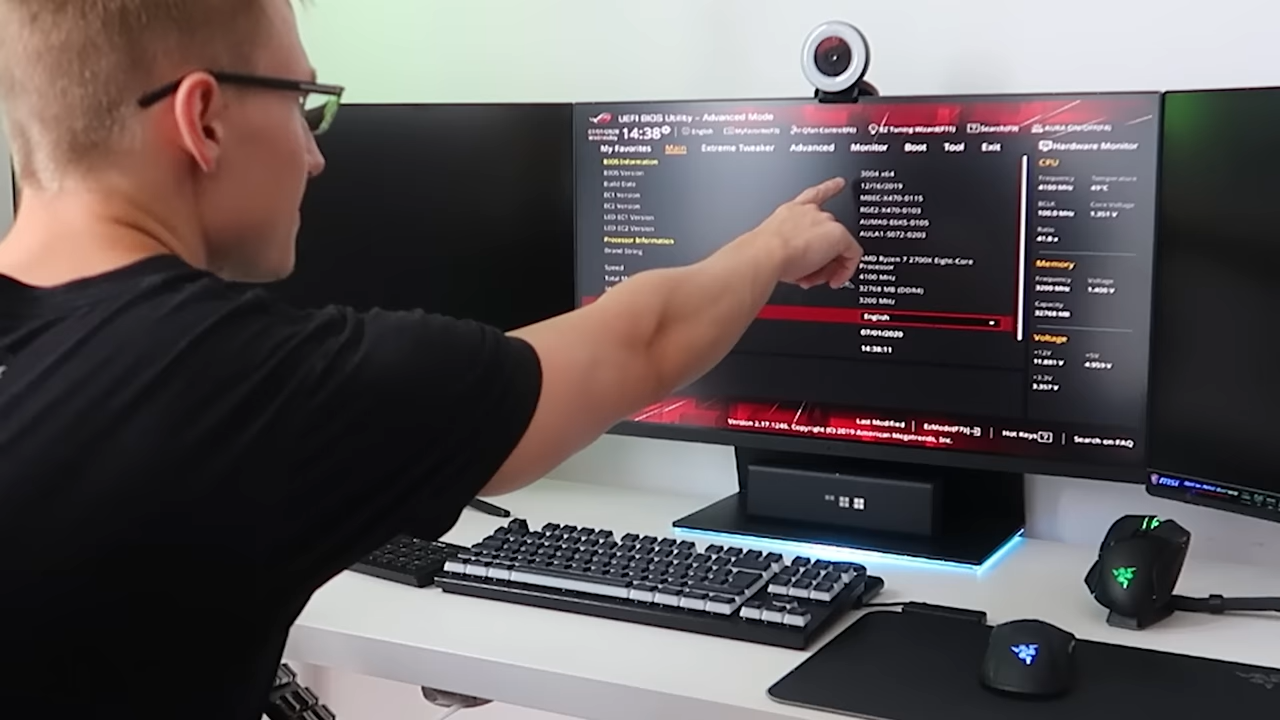 UEFI BIOS Utility – Advanced Mode
07/01/2020
Wednesday
14:38
English
MyFavorite(F3)
Qfan Control(F6)
EZ Tuning Wizard(F11)
Search(F9)
AURA ON/OFF(F4)
My Favorites
Main
Extreme Tweaker
Advanced
Monitor
Boot
Tool
Exit
Hardware Monitor
BIOS Information
BIOS Version
3004 x64
Build Date
12/16/2019
EC1 Version
MBEC-X470-0115
EC2 Version
RGE2-X470-0103
LED EC1 Version
AUMA0-E6K5-0105
LED EC2 Version
AULA1-S072-0203
Processor Information
Brand String
AMD Ryzen 7 2700X Eight-Core
Processor
Speed
4100 MHz
Total
32768 MB (DDR4)
3200 MHz
English
07/01/2020
14:38:11
CPU
Frequency
Temperature
4100 MHz
49°C
BCLK
Core Voltage
100.0 MHz
1.351 V
Ratio
41.0x
Memory
Frequency
Voltage
3200 MHz
1.400 V
Capacity
32768 MB
Voltage
+12V
+5V
4.959 V
+3.3V
3.357 V
Last Modified
EzMode(F7)
Hot Keys
?
Search on FAQ
Version 2.17.1246. Copyright (C) 2019 American Megatrends, Inc.
msi